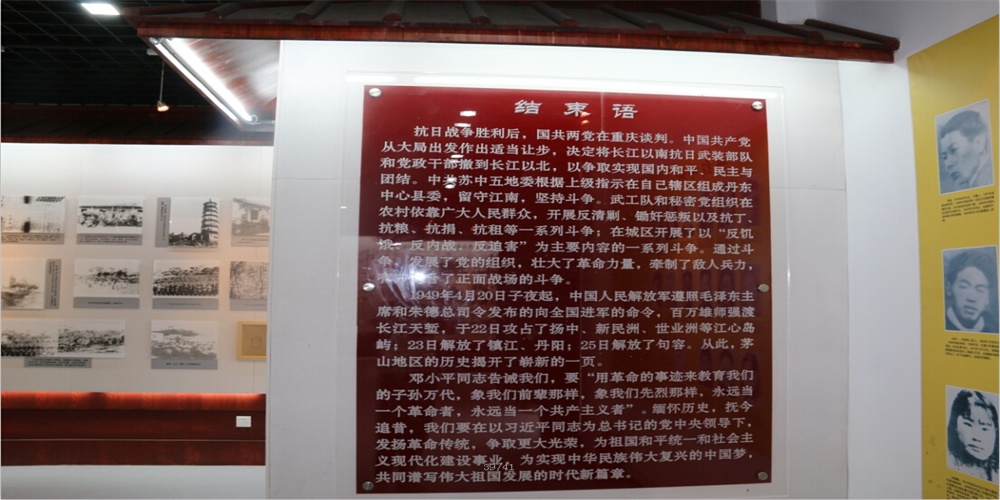 结束语
抗日战争胜利后，国共两党在重庆谈判。中国共产党
从大局出发作出适当让步，决定将长江以南抗日武装部队
和党政干部撤到长江以北，以争取实现国内和平、民主与
团结。中共苏中五地委根据上级指示在自己辖区组成丹东
中心县委，留守江南，坚持斗争。武工队和秘密党组织在
农村依靠广大人民群众，开展反清剿、锄奸惩叛以及抗丁、
抗粮、抗捐、抗租等一系列斗争；在城区开展了以“反饥
饿、反内战、反迫害”为主要内容的一系列斗争。通过斗
争，发展了党的组织，壮大了革命力量，牵制了敌人兵力，
了正面战场的斗争。
1949年4月20日子夜起，中国人民解放军遵照毛泽东主
席和朱德总司令发布的向全国进军的命令，百万雄师强渡
长江天堑，于22日攻占了扬中、新民洲、世业洲等江心岛
屿；23日解放了镇江、丹阳；25日解放了句容。从此，茅
山地区的历史揭开了崭新的一页。
邓小平同志告诫我们，要“用革命的事迹来教育我们
的子孙万代，象我们前辈那样，象我们先烈那样，永远当
一个革命者，永远当一个共产主义者”。缅怀历史，抚今
追昔，我们要在以习近平同志为总书记的党中央领导下，
发扬革命传统，争取更大光荣，为祖国和平统一和社会主
义现代化建设事业，为实现中华民族伟大复兴的中国梦，
共同谱写伟大祖国发展的时代新篇章。
39741